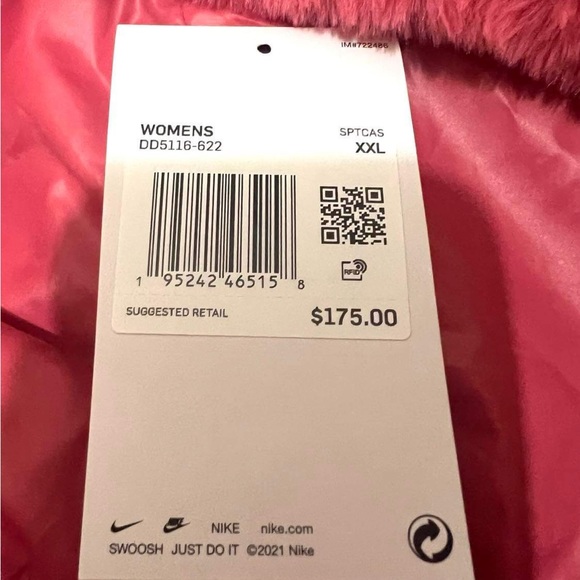 IM#722486
WOMENS SPTCAS
DD5116-622 XXL
RFID
1 95242 46515 8
SUGGESTED RETAIL $175.00
NIKE nike.com
SWOOSH JUST DO IT ©2021 Nike